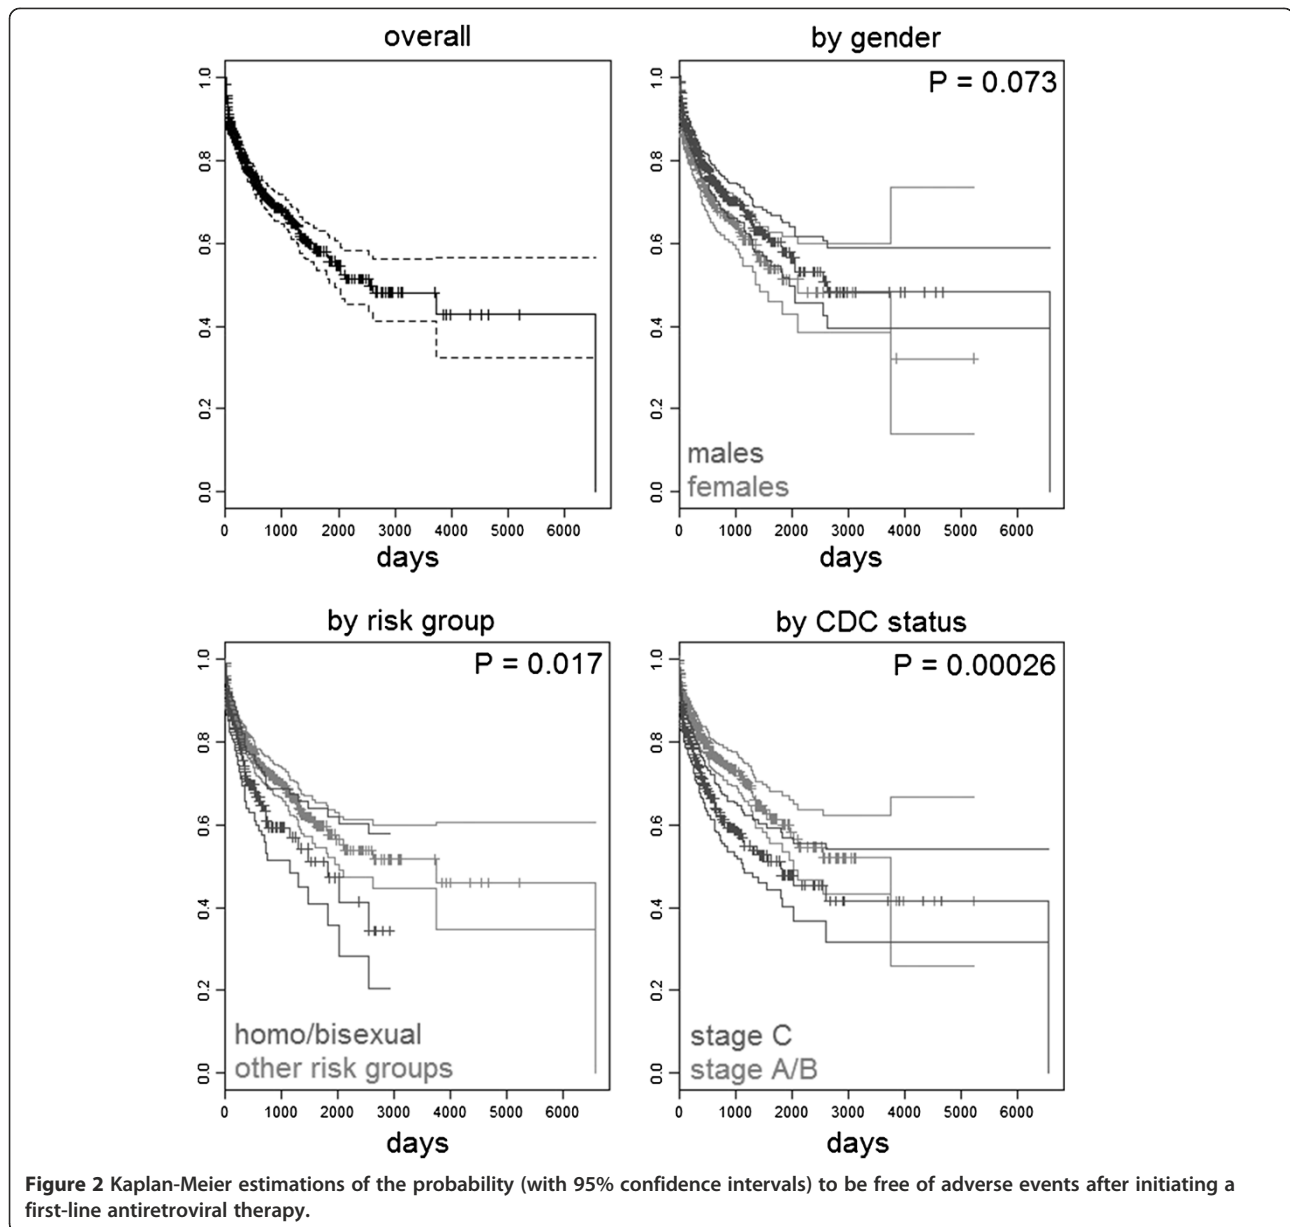 overall
1.0
0.8
0.6
0.4
0.2
0.0
0 1000 2000 3000 4000 5000 6000
days
by gender
P = 0.073
1.0
0.8
0.6
0.4
0.2
0.0
males
females
0 1000 2000 3000 4000 5000 6000
days
by risk group
P = 0.017
1.0
0.8
0.6
0.4
0.2
0.0
homo/bisexual
other risk groups
0 1000 2000 3000 4000 5000 6000
days
by CDC status
P = 0.00026
1.0
0.8
0.6
0.4
0.2
0.0
stage C
stage A/B
0 1000 2000 3000 4000 5000 6000
days
Figure 2 Kaplan-Meier estimations of the probability (with 95% confidence intervals) to be free of adverse events after initiating a
first-line antiretroviral therapy.